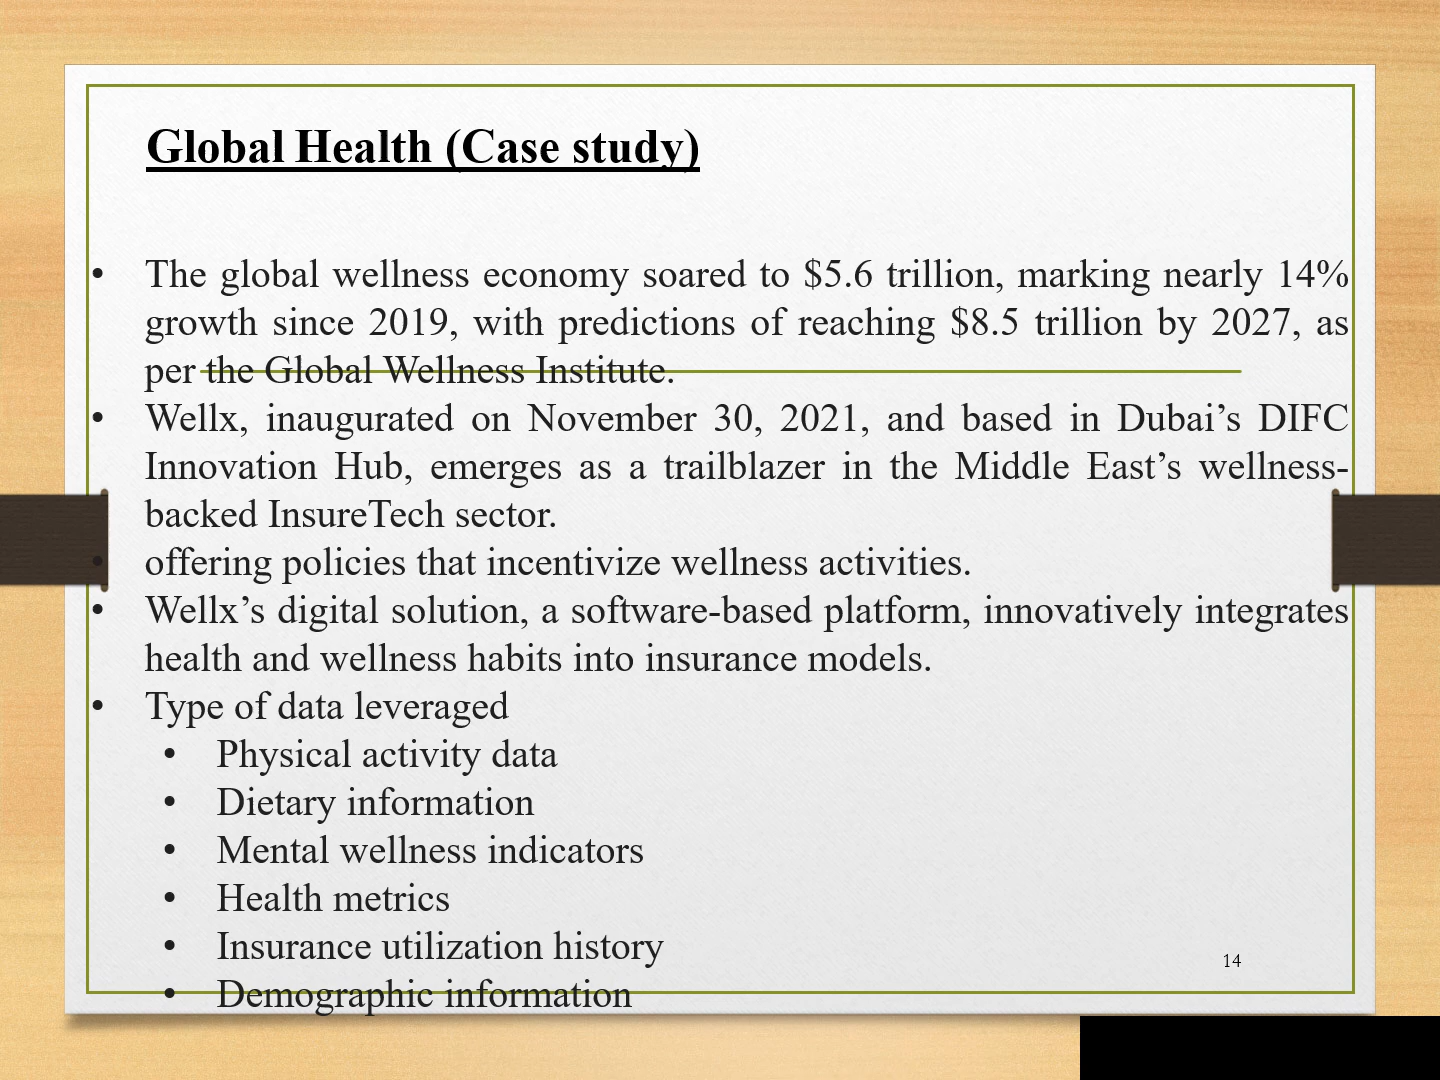 Global Health (Case study)
• The global wellness economy soared to $5.6 trillion, marking nearly 14%
growth since 2019, with predictions of reaching $8.5 trillion by 2027, as
per the Global Wellness Institute.
• Wellx, inaugurated on November 30, 2021, and based in Dubai’s DIFC
Innovation Hub, emerges as a trailblazer in the Middle East’s wellness-
backed InsureTech sector.
• offering policies that incentivize wellness activities.
• Wellx’s digital solution, a software-based platform, innovatively integrates
health and wellness habits into insurance models.
• Type of data leveraged
• Physical activity data
• Dietary information
• Mental wellness indicators
• Health metrics
• Insurance utilization history
• Demographic information
14